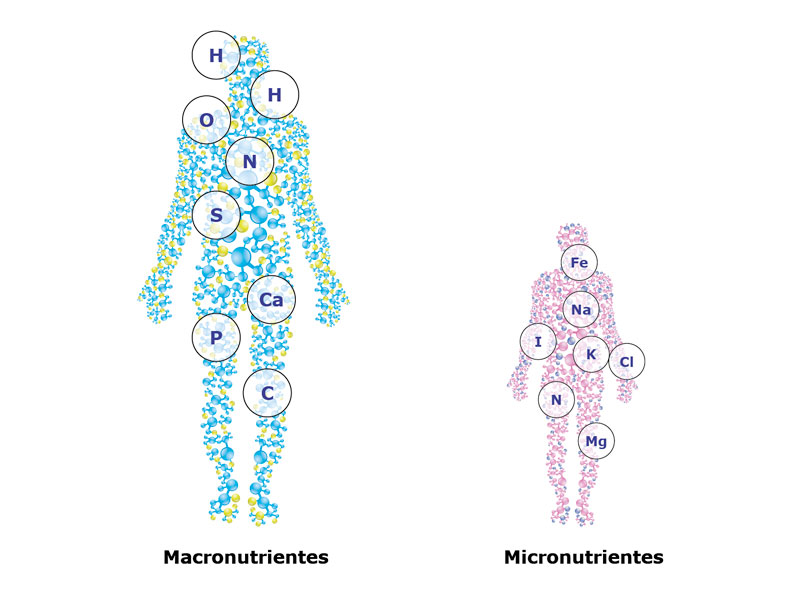 H
H
O
N
S
Ca
P
C
Macronutrientes
Fe
Na
I
K
Cl
N
Mg
Micronutrientes